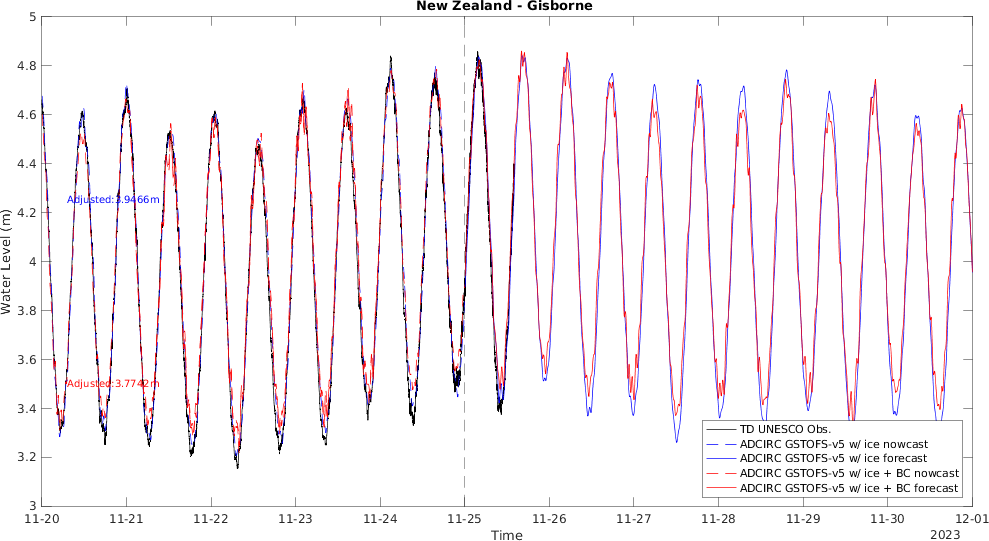 New Zealand - Gisborne
5
4.8
4.6
4.4
4.2
4
3.8
3.6
3.4
3.2
3
Water Level (m)
Adjusted:3.9466m
Adjusted:3.7742m
TD UNESCO Obs.
ADCIRC GSTOFS-v5 w/ ice nowcast
ADCIRC GSTOFS-v5 w/ ice forecast
ADCIRC GSTOFS-v5 w/ ice + BC nowcast
ADCIRC GSTOFS-v5 w/ ice + BC forecast
11-20 11-21 11-22 11-23 11-24 11-25 11-26 11-27 11-28 11-29 11-30 12-01
Time
2023